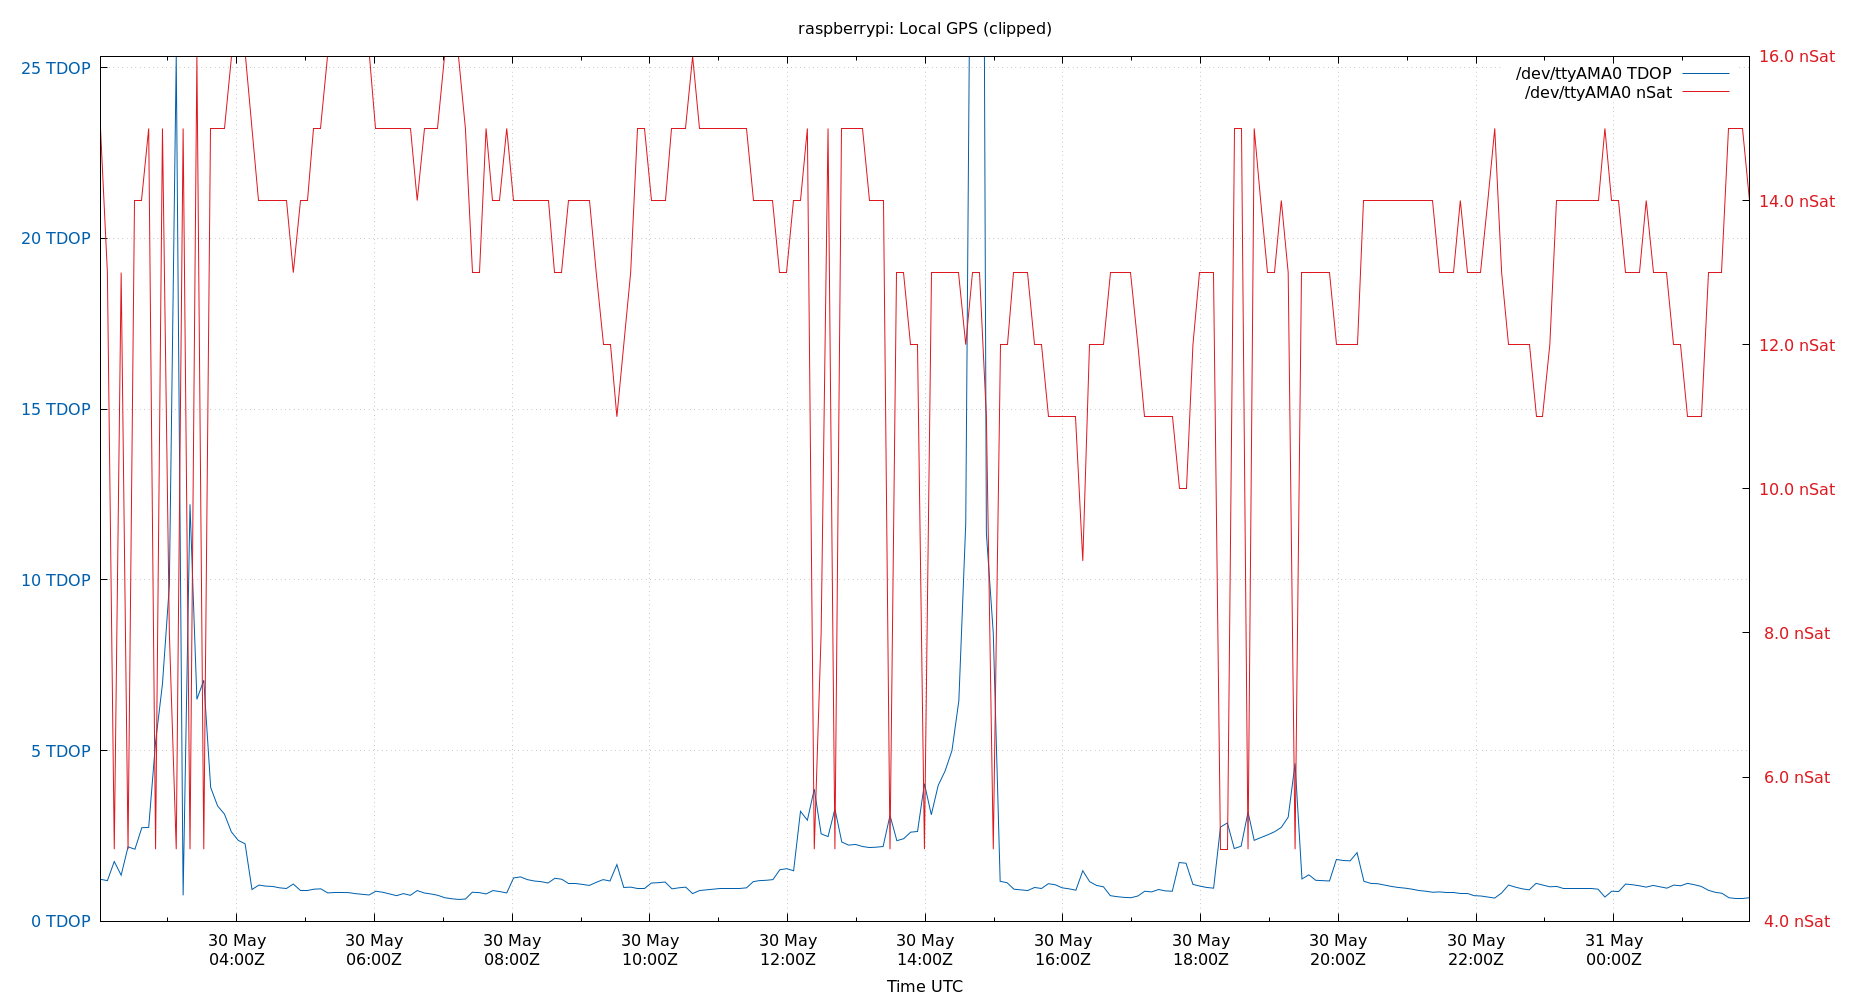 raspberrypi: Local GPS (clipped)
25 TDOP
20 TDOP
15 TDOP
10 TDOP
5 TDOP
0 TDOP
/dev/ttyAMA0 TDOP
/dev/ttyAMA0 nSat
16.0 nSat
14.0 nSat
12.0 nSat
10.0 nSat
8.0 nSat
6.0 nSat
4.0 nSat
30 May 30 May 30 May 30 May 30 May 30 May 30 May 30 May 30 May 30 May 31 May
04:00Z 06:00Z 08:00Z 10:00Z 12:00Z 14:00Z 16:00Z 18:00Z 20:00Z 22:00Z 00:00Z
Time UTC